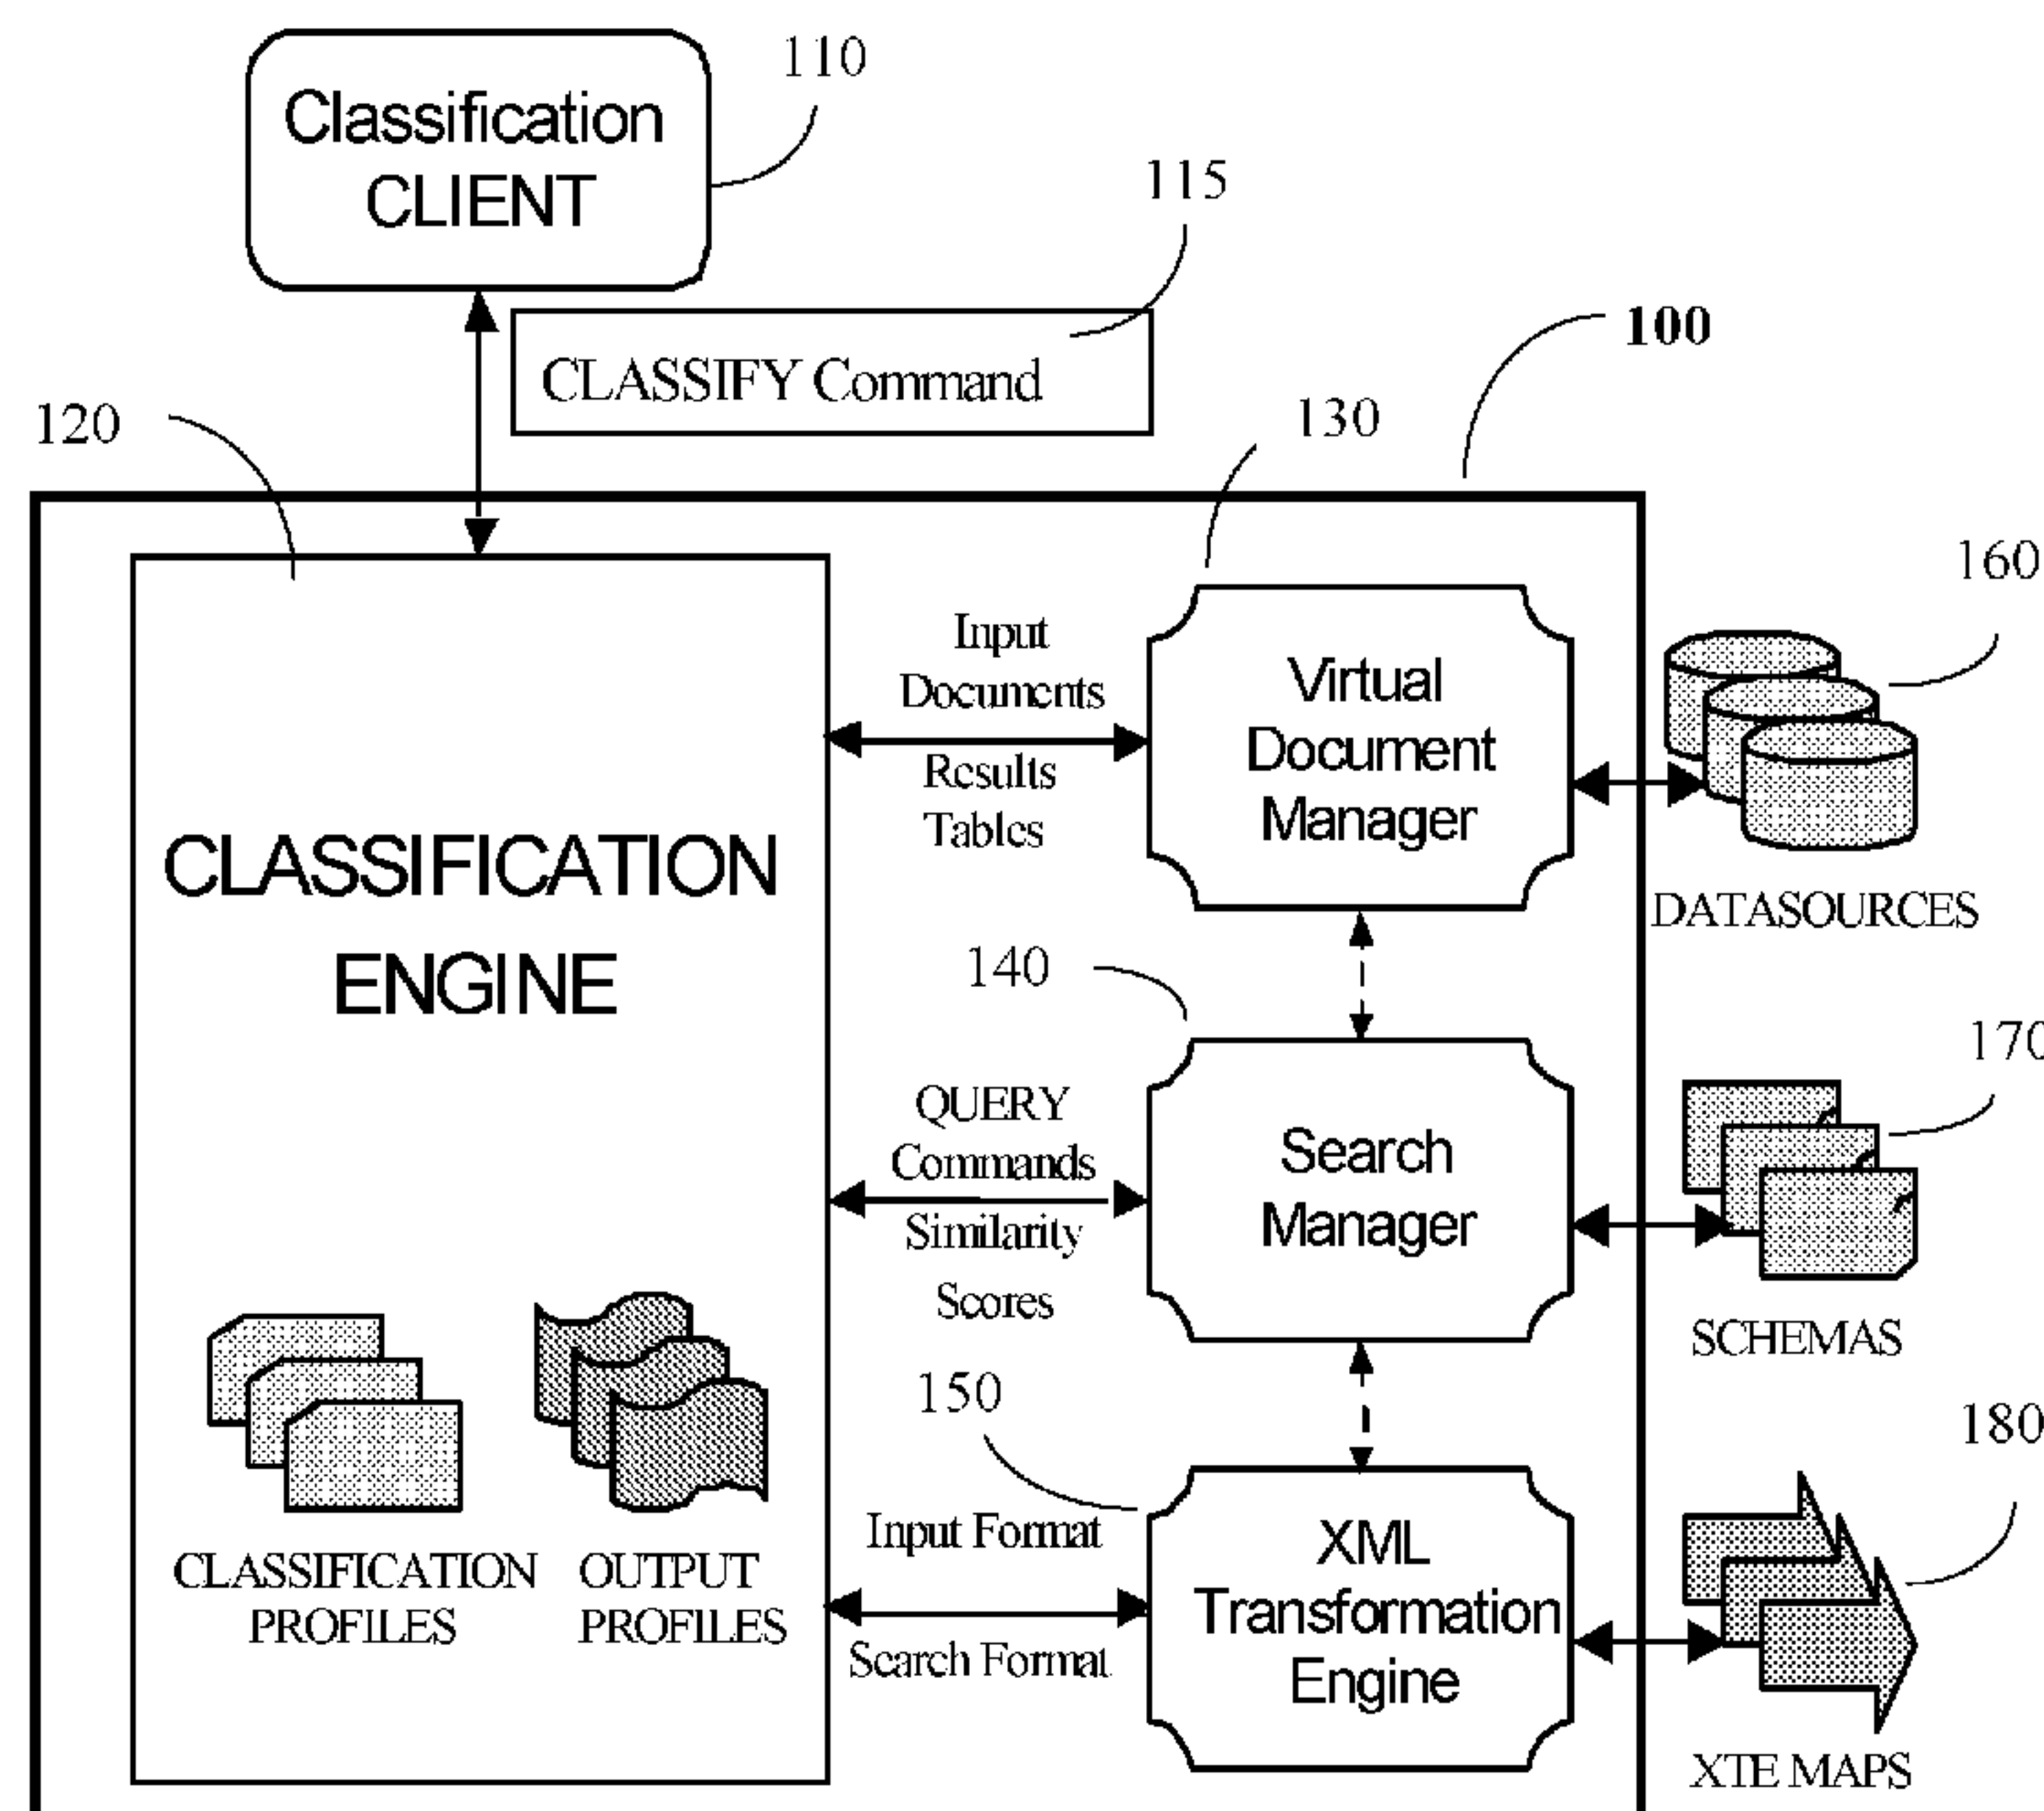 110
Classification
CLIENT
115
CLASSIFY Command
100
120
130
160
Input
Documents
Results
Tables
Virtual
Document
Manager
DATASOURCES
CLASSIFICATION
ENGINE
140
170
QUERY
Commands
Similarity
Scores
Search
Manager
SCHEMAS
150
180
Input Format
Search Format
XML
Transformation
Engine
CLASSIFICATION
PROFILES
OUTPUT
PROFILES
XTE MAPS